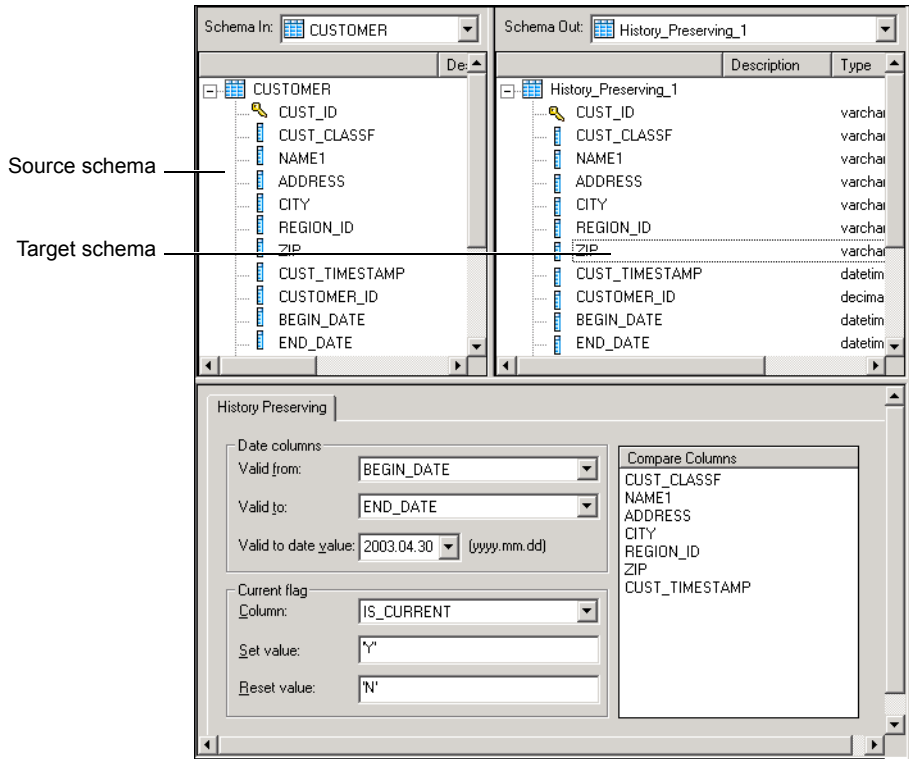 Schema In: CUSTOMER
Des
CUSTOMER
CUST_ID
CUST_CLASSF
NAME1
ADDRESS
CITY
REGION_ID
ZIP
CUST_TIMESTAMP
CUSTOMER_ID
BEGIN_DATE
END_DATE
Source schema
Target schema
Schema Out: History_Preserving_1
Description Type
History_Preserving_1
CUST_ID varchar
CUST_CLASSF varchar
NAME1 varchar
ADDRESS varchar
CITY varchar
REGION_ID varchar
ZIP varchar
CUST_TIMESTAMP datetim
CUSTOMER_ID decima
BEGIN_DATE datetim
END_DATE datetim
History Preserving
Date columns
Valid from: BEGIN_DATE
Valid to: END_DATE
Valid to date value: 2003.04.30 (yyyy.mm.dd)
Current flag
Column: IS_CURRENT
Set value: 'Y'
Reset value: 'N'
Compare Columns
CUST_CLASSF
NAME1
ADDRESS
CITY
REGION_ID
ZIP
CUST_TIMESTAMP